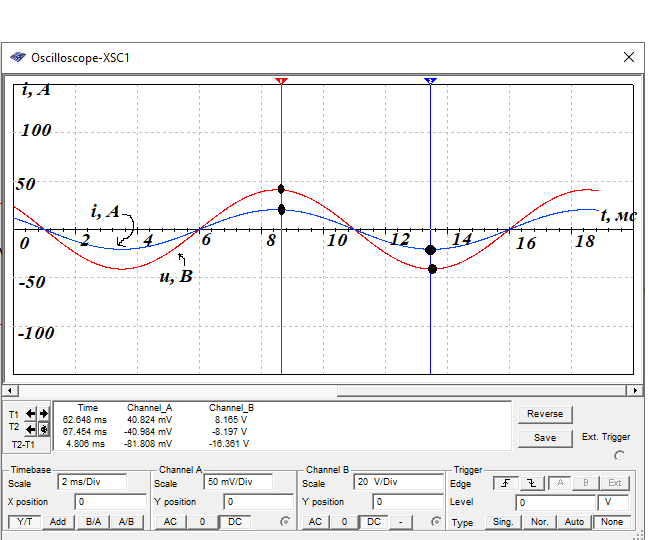 Oscilloscope-XSC1
i, A
100
50
i, A
t, мс
0 2 4 6 8 10 12 14 16 18
u, B
-50
-100
T1
T2
T2-T1
Time Channel_A Channel_B
62.648 ms 40.824 mV 8.165 V
67.454 ms -40.984 mV -8.197 V
4.806 ms -81.808 mV -16.361 V
Reverse
Save
Ext. Trigger
Timebase
Scale 2 ms/Div
X position 0
Y/T Add B/A A/B
Channel A
Scale 50 mV/Div
Y position 0
AC 0 DC
Channel B
Scale 20 V/Div
Y position 0
AC 0 DC -
Trigger
Edge A B Ext
Level 0 V
Type Sing. Nor. Auto None